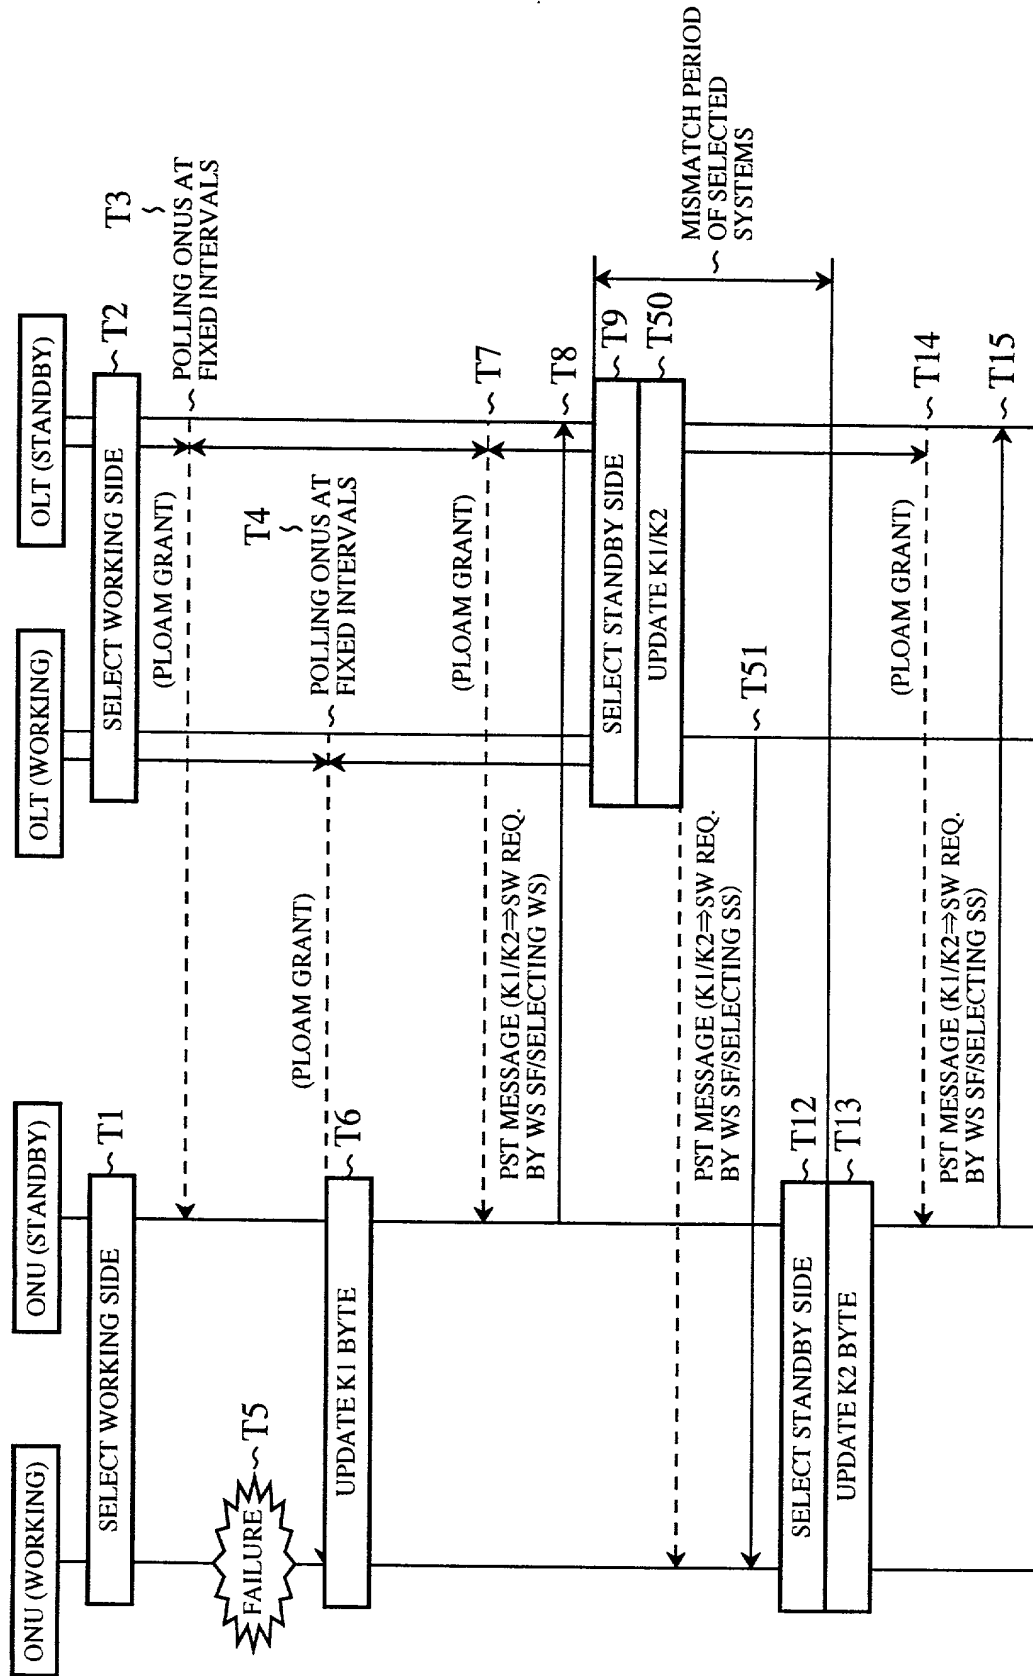 ONU (WORKING)
ONU (STANDBY)
OLT (WORKING)
OLT (STANDBY)
SELECT WORKING SIDE
T1
SELECT WORKING SIDE
T2
T3
POLLING ONUS AT
FIXED INTERVALS
(PLOAM GRANT)
FAILURE
T5
T4
POLLING ONUS AT
FIXED INTERVALS
(PLOAM GRANT)
UPDATE K1 BYTE
T6
(PLOAM GRANT)
T7
PST MESSAGE (K1/K2⇒SW REQ.
BY WS SF/SELECTING WS)
T8
SELECT STANDBY SIDE
T9
UPDATE K1/K2
T50
MISMATCH PERIOD
OF SELECTED
SYSTEMS
PST MESSAGE (K1/K2⇒SW REQ.
BY WS SF/SELECTING SS)
T51
SELECT STANDBY SIDE
T12
UPDATE K2 BYTE
T13
(PLOAM GRANT)
T14
PST MESSAGE (K1/K2⇒SW REQ.
BY WS SF/SELECTING SS)
T15